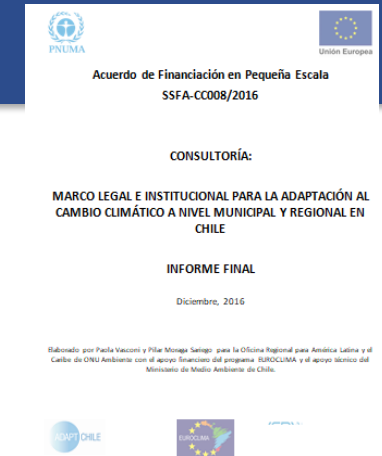 PNUMA
Unión Europea
Acuerdo de Financiación en Pequeña Escala
SSFA-CC008/2016
CONSULTORÍA:
MARCO LEGAL E INSTITUCIONAL PARA LA ADAPTACIÓN AL
CAMBIO CLIMÁTICO A NIVEL MUNICIPAL Y REGIONAL EN
CHILE
INFORME FINAL
Diciembre, 2016
Elaborado por Paola Vasconi y Pilar Moraga Sariego para la Oficina Regional para América Latina y el
Caribe de ONU Ambiente con el apoyo financiero del programa EUROCLIMA y el apoyo técnico del
Ministerio de Medio Ambiente de Chile.
ADAPT CHILE
EUROCLIMA